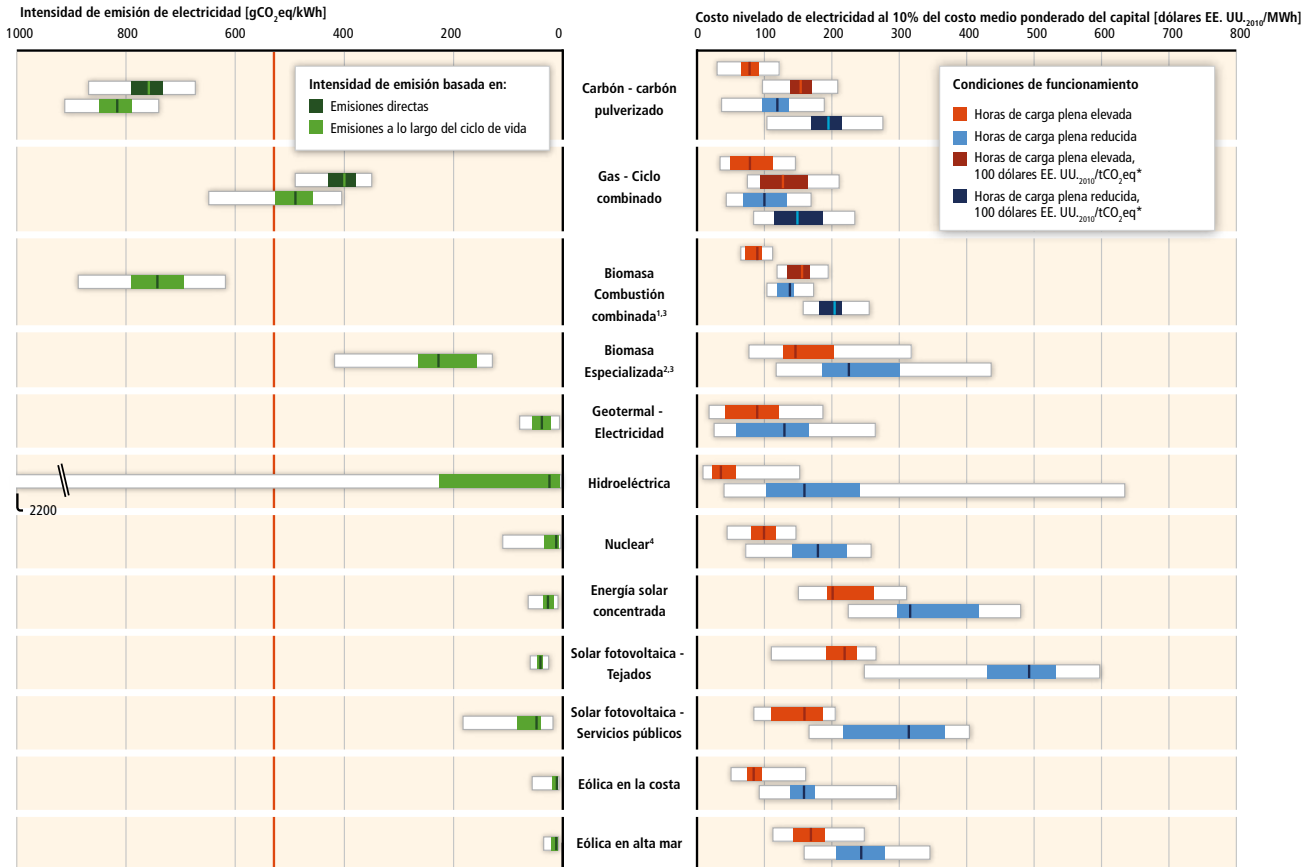 Intensidad de emisión de electricidad [gCO₂eq/kWh]
1000 800 600 400 200 0
Intensidad de emisión basada en:
Emisiones directas
Emisiones a lo largo del ciclo de vida
2200
Carbón - carbón
pulverizado
Gas - Ciclo
combinado
Biomasa
Combustión
combinada¹,³
Biomasa
Especializada²,³
Geotermal -
Electricidad
Hidroeléctrica
Nuclear⁴
Energía solar
concentrada
Solar fotovoltaica -
Tejados
Solar fotovoltaica -
Servicios públicos
Eólica en la costa
Eólica en alta mar
Costo nivelado de electricidad al 10% del costo medio ponderado del capital [dólares EE. UU.₂₀₁₀/MWh]
0 100 200 300 400 500 600 700 800
Condiciones de funcionamiento
Horas de carga plena elevada
Horas de carga plena reducida
Horas de carga plena elevada,
100 dólares EE. UU.₂₀₁₀/tCO₂eq*
Horas de carga plena reducida,
100 dólares EE. UU.₂₀₁₀/tCO₂eq*